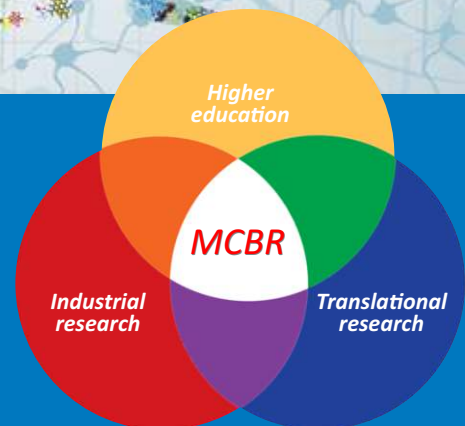 Higher
education
MCBR
Industrial
research
Translational
research